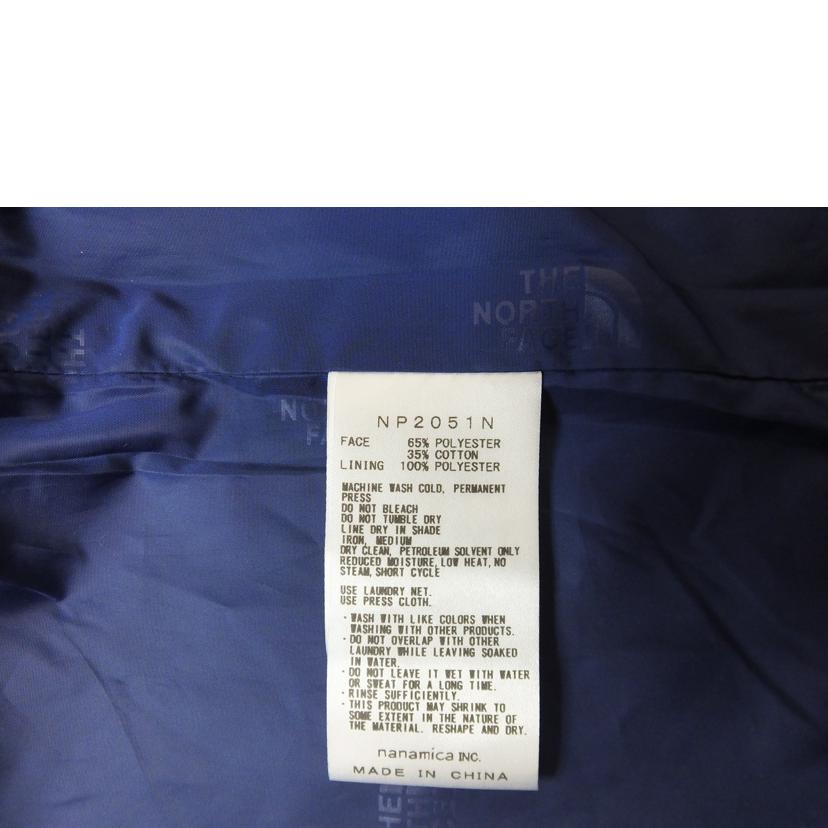 THE
NORTH
FACE
NO
FA
NP2051N
FACE 65% POLYESTER
35% COTTON
LINING 100% POLYESTER
MACHINE WASH COLD, PERMANENT
PRESS
DO NOT BLEACH
DO NOT TUMBLE DRY
LINE DRY IN SHADE
IRON, MEDIUM
DRY CLEAN, PETROLEUM SOLVENT ONLY
REDUCED MOISTURE, LOW HEAT, NO
STEAM, SHORT CYCLE
USE LAUNDRY NET.
USE PRESS CLOTH.
・WASH WITH LIKE COLORS WHEN
WASHING WITH OTHER PRODUCTS.
・DO NOT OVERLAP WITH OTHER
LAUNDRY WHILE LEAVING SOAKED
IN WATER.
・DO NOT LEAVE IT WET WITH WATER
OR SWEAT FOR A LONG TIME.
・RINSE SUFFICIENTLY.
・THIS PRODUCT MAY SHRINK TO
SOME EXTENT IN THE NATURE OF
THE MATERIAL. RESHAPE AND DRY.
nanamica INC.
MADE IN CHINA